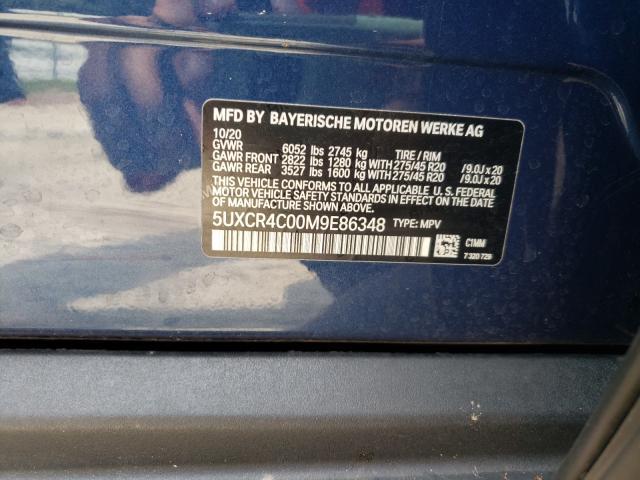 MFD BY BAYERISCHE MOTOREN WERKE AG
10/20
GVWR 6052 lbs 2745 kg TIRE / RIM
GAWR FRONT 2822 lbs 1280 kg WITH 275/45 R20 /9.0J x 20
GAWR REAR 3527 lbs 1600 kg WITH 275/45 R20 /9.0J x 20
THIS VEHICLE CONFORMS TO ALL APPLICABLE U. S. FEDERAL
MOTOR VEHICLE SAFETY STANDARDS IN EFFECT ON THE
DATE OF MANUFACTURE SHOWN ABOVE.
5UXCR4C00M9E86348 TYPE: MPV
C1MM
7 320 729